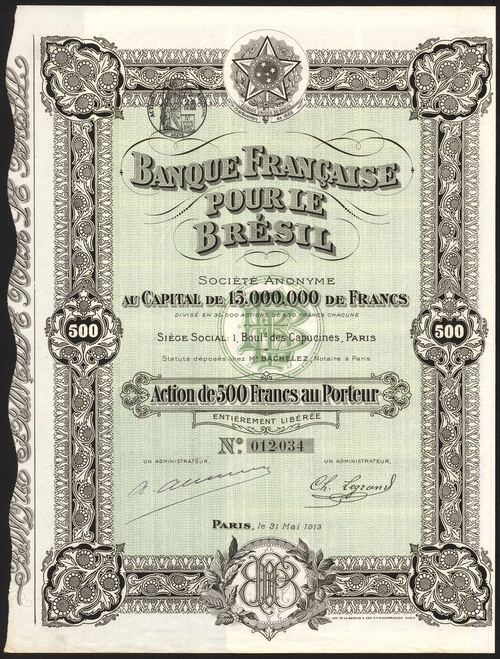 BANQUE FRANÇAISE
POUR LE
BRÉSIL
SOCIÉTÉ ANONYME
AU CAPITAL DE 15.000.000 DE FRANCS
DIVISÉ EN 30.000 ACTIONS DE 500 FRANCS CHACUNE
500
500
SIÈGE SOCIAL: 1, Boulᵈ des Capucines, PARIS
Statuts déposés chez Mᵉ BACHELEZ, Notaire à Paris
Action de 500 Francs au Porteur
ENTIÈREMENT LIBÉRÉE
Nº 012034
UN ADMINISTRATEUR,
UN ADMINISTRATEUR,
Ch. Legrand
PARIS, le 31 Mai 1913